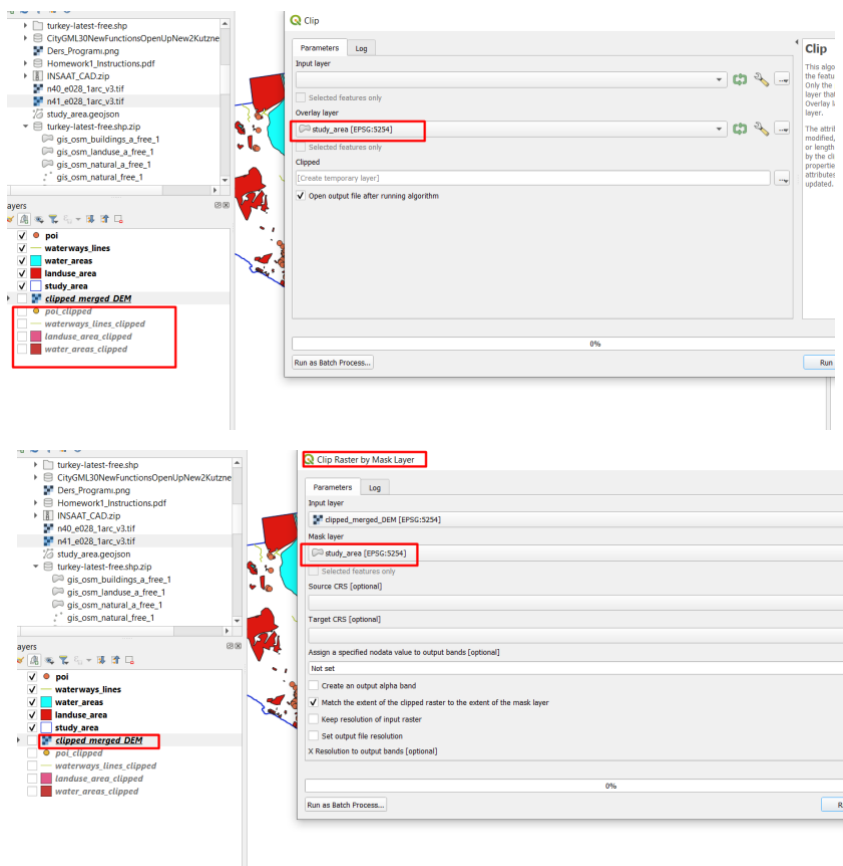 turkey-latest-free.shp
CityGML30NewFunctionsOpenUpNew2Kutzne
Ders_Programı.png
Homework1_Instructions.pdf
INSAAT_CAD.zip
n40_e028_1arc_v3.tif
n41_e028_1arc_v3.tif
study_area.geojson
turkey-latest-free.shp.zip
gis_osm_buildings_a_free_1
gis_osm_landuse_a_free_1
gis_osm_natural_a_free_1
gis_osm_natural_free_1
ayers
poi
waterways_lines
water_areas
landuse_area
study_area
clipped_merged_DEM
poi_clipped
waterways_lines_clipped
landuse_area_clipped
water_areas_clipped
Clip
Parameters Log
Input layer
Selected features only
Overlay layer
study_area [EPSG:5254]
Selected features only
Clipped
[Create temporary layer]
Open output file after running algorithm
0%
Run as Batch Process...
Run
Clip
This algo
the featu
Only the
layer that
Overlay l
layer.
The attri
modified,
or length
by the cli
propertie
attributes
updated.
turkey-latest-free.shp
CityGML30NewFunctionsOpenUpNew2Kutzne
Ders_Programı.png
Homework1_Instructions.pdf
INSAAT_CAD.zip
n40_e028_1arc_v3.tif
n41_e028_1arc_v3.tif
study_area.geojson
turkey-latest-free.shp.zip
gis_osm_buildings_a_free_1
gis_osm_landuse_a_free_1
gis_osm_natural_a_free_1
gis_osm_natural_free_1
ayers
poi
waterways_lines
water_areas
landuse_area
study_area
clipped_merged_DEM
poi_clipped
waterways_lines_clipped
landuse_area_clipped
water_areas_clipped
Clip Raster by Mask Layer
Parameters Log
Input layer
clipped_merged_DEM [EPSG:5254]
Mask layer
study_area [EPSG:5254]
Selected features only
Source CRS [optional]
Target CRS [optional]
Assign a specified nodata value to output bands [optional]
Not set
Create an output alpha band
Match the extent of the clipped raster to the extent of the mask layer
Keep resolution of input raster
Set output file resolution
X Resolution to output bands [optional]
0%
Run as Batch Process...
R